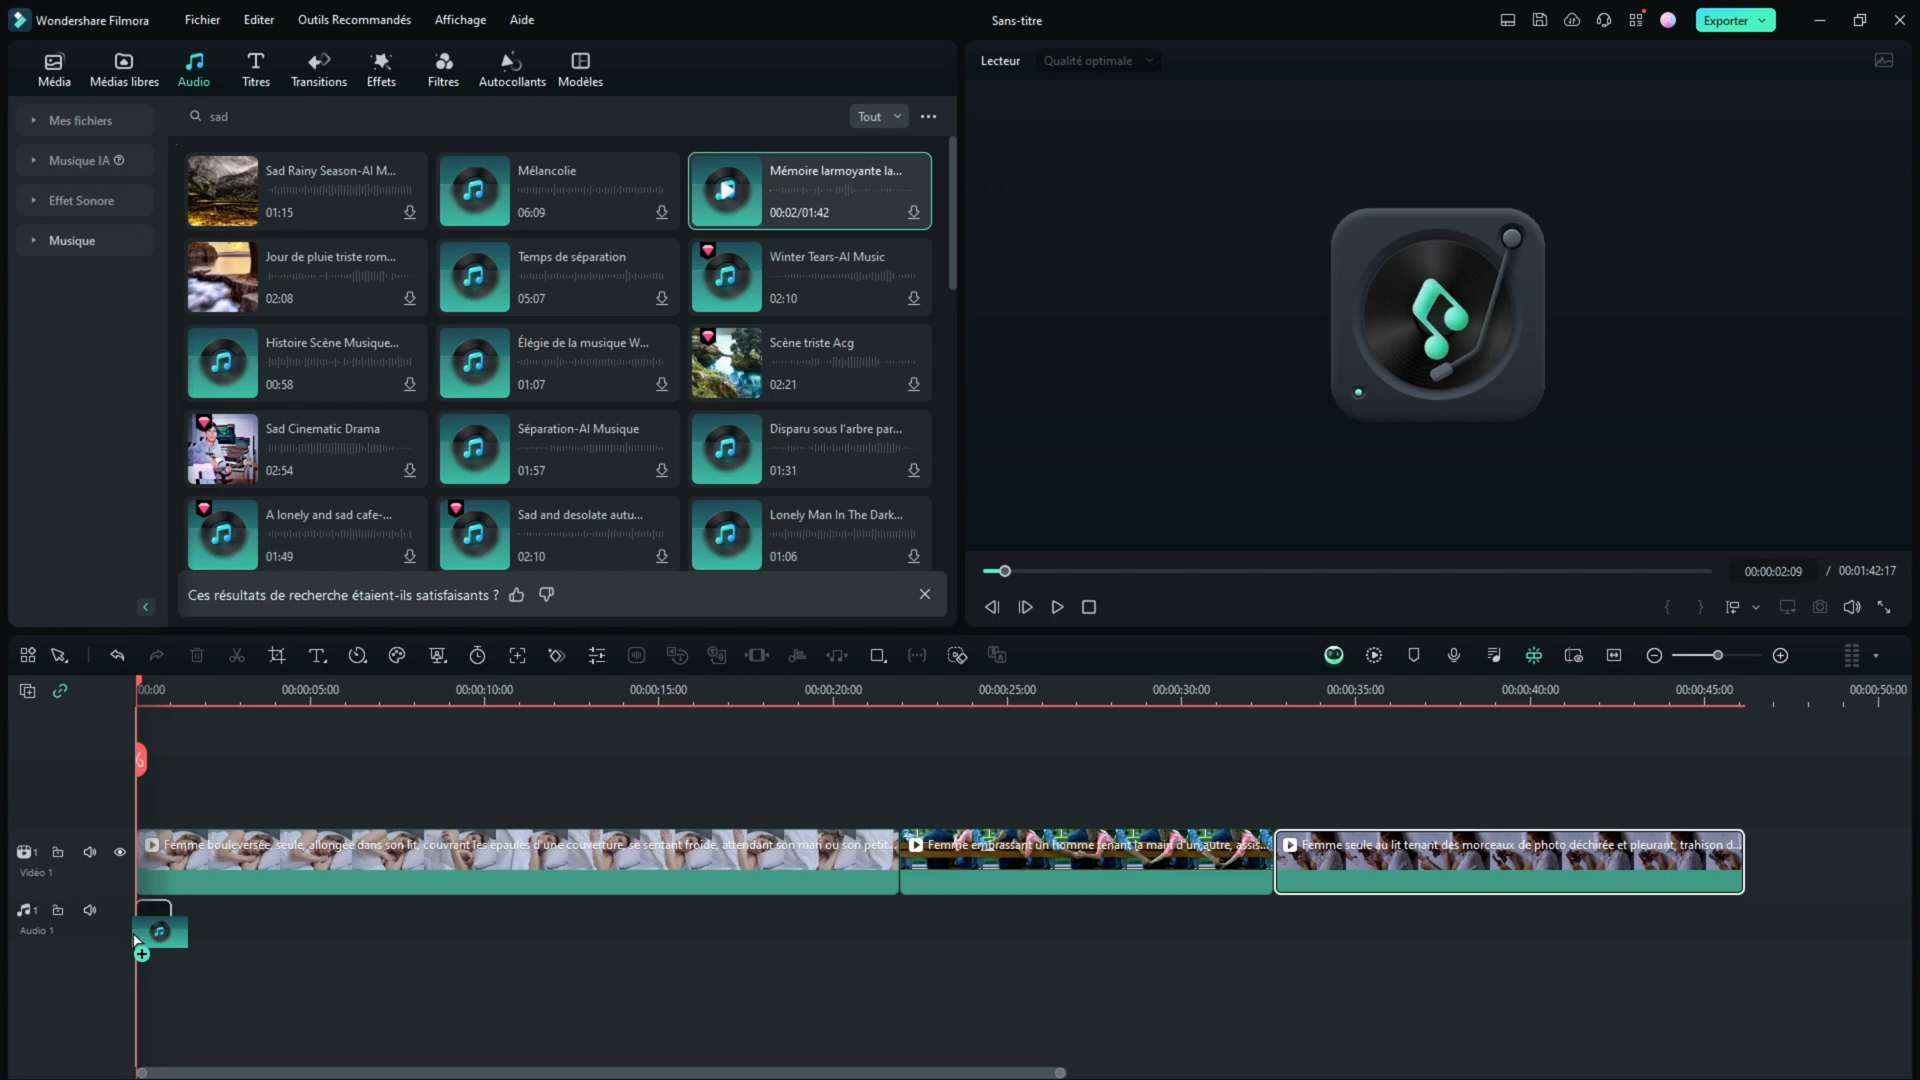 Wondershare Filmora
Fichier
Editer
Outils Recommandés
Affichage
Aide
Sans-titre
Exporter
Média
Médias libres
Audio
Titres
Transitions
Effets
Filtres
Autocollants
Modèles
Lecteur
Qualité optimale
Mes fichiers
Musique IA
Effet Sonore
Musique
sad
Tout
Sad Rainy Season-AI M...
01:15
Mélancolie
06:09
Mémoire larmoyante la...
00:02/01:42
Jour de pluie triste rom...
02:08
Temps de séparation
05:07
Winter Tears-AI Music
02:10
Histoire Scène Musique...
00:58
Élégie de la musique W...
01:07
Scène triste Acg
02:21
Sad Cinematic Drama
02:54
Séparation-AI Musique
01:57
Disparu sous l'arbre par...
01:31
A lonely and sad cafe-...
01:49
Sad and desolate autu...
02:10
Lonely Man In The Dark...
01:06
Ces résultats de recherche étaient-ils satisfaisants ?
00:00:02:09 / 00:01:42:17
00:00
00:00:05:00
00:00:10:00
00:00:15:00
00:00:20:00
00:00:25:00
00:00:30:00
00:00:35:00
00:00:40:00
00:00:45:00
00:00:50:00
1
Vidéo 1
Femme bouleversée, seule, allongée dans son lit, couvrant les épaules d'une couverture, se sentant froide, attendant son mari ou son petit...
Femme embrassant un homme tenant la main d'un autre, assis...
Femme seule au lit tenant des morceaux de photo déchirée et pleurant, trahison d...
1
Audio 1